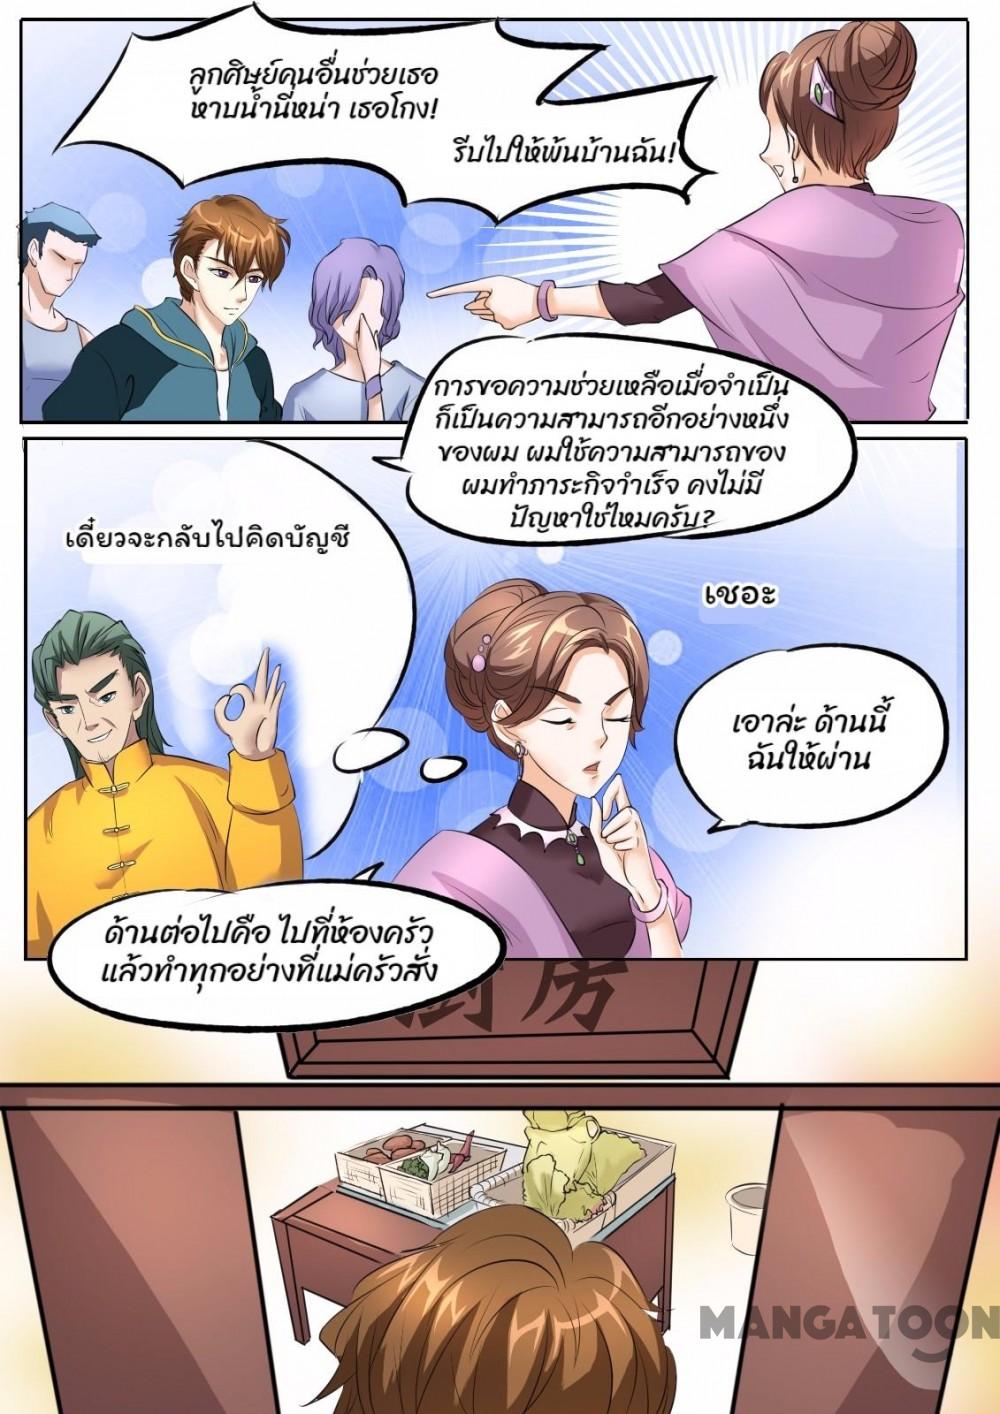 ลูกศิษย์คนอื่นช่วยเธอ
หาบน้ำนี่หน่า เธอโกง!
รีบไปให้พ้นบ้านฉัน!
การขอความช่วยเหลือเมื่อจำเป็น
ก็เป็นความสามารถอีกอย่างหนึ่ง
ของผม ผมใช้ความสามารถของ
ผมทำภาระกิจาำเร็จ คงไม่มี
ปัญหาใช่ไหมครับ?
เดี๋ยวจะกลับไปคิดบัญชี
เชอะ
เอาล่ะ ด้านนี้
ฉันให้ผ่าน
ด้านต่อไปคือ ไปที่ห้องครัว
แล้วทำทุกอย่างที่แม่ครัวสั่ง
厨房
MANGATOON